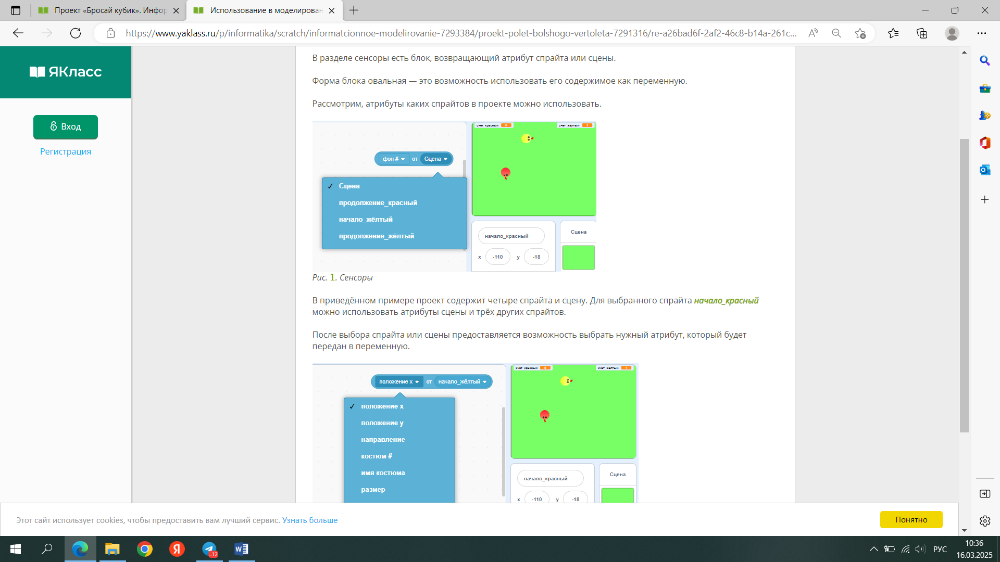 Проект «Бросай кубик». Инфор
Использование в моделирован
https://www.yaklass.ru/p/informatika/scratch/informatcionnoe-modelirovanie-7293384/proekt-polet-bolshogo-vertoleta-7291316/re-a26bad6f-2af2-46c8-b14a-261c...
ЯКласс
Вход
Регистрация
В разделе сенсоры есть блок, возвращающий атрибут спрайта или сцены.
Форма блока овальная — это возможность использовать его содержимое как переменную.
Рассмотрим, атрибуты каких спрайтов в проекте можно использовать.
счет красный 0
счет желтый 1
фон # от Сцена
✓ Сцена
продолжение_красный
начало_жёлтый
продолжение_жёлтый
начало_красный
Сцена
x -110 y -18
Рис. 1. Сенсоры
В приведённом примере проект содержит четыре спрайта и сцену. Для выбранного спрайта начало_красный
можно использовать атрибуты сцены и трёх других спрайтов.
После выбора спрайта или сцены предоставляется возможность выбрать нужный атрибут, который будет
передан в переменную.
счет красный 0
счет желтый 1
положение x от начало_жёлтый
✓ положение x
положение y
направление
костюм #
имя костюма
размер
начало_красный
Сцена
x -110 y -18
Этот сайт использует cookies, чтобы предоставить вам лучший сервис. Узнать больше
Понятно
..12
РУС
10:36
16.03.2025